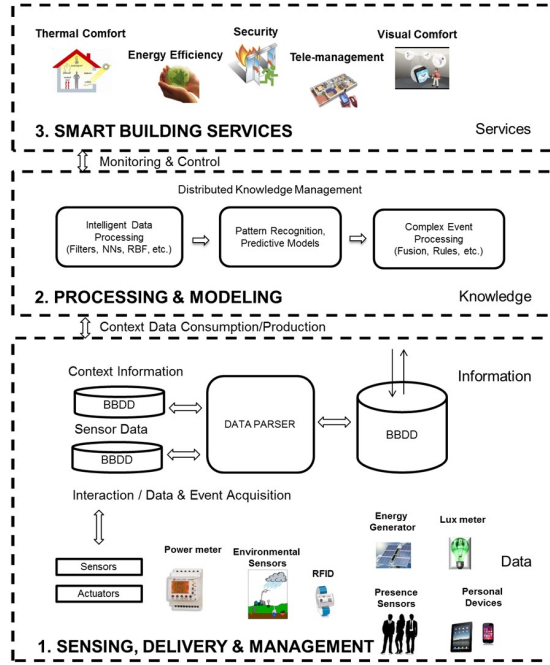 Thermal Comfort
Energy Efficiency
Security
Tele-management
Visual Comfort
3. SMART BUILDING SERVICES
Services
Monitoring & Control
Distributed Knowledge Management
Intelligent Data
Processing
(Filters, NNs, RBF, etc.)
Pattern Recognition,
Predictive Models
Complex Event
Processing
(Fusion, Rules, etc.)
2. PROCESSING & MODELING
Knowledge
Context Data Consumption/Production
Context Information
Information
BBDD
Sensor Data
BBDD
DATA PARSER
BBDD
Interaction / Data & Event Acquisition
Sensors
Actuators
Power meter
Environmental
Sensors
RFID
Energy
Generator
Lux meter
Data
Presence
Sensors
Personal
Devices
1. SENSING, DELIVERY & MANAGEMENT